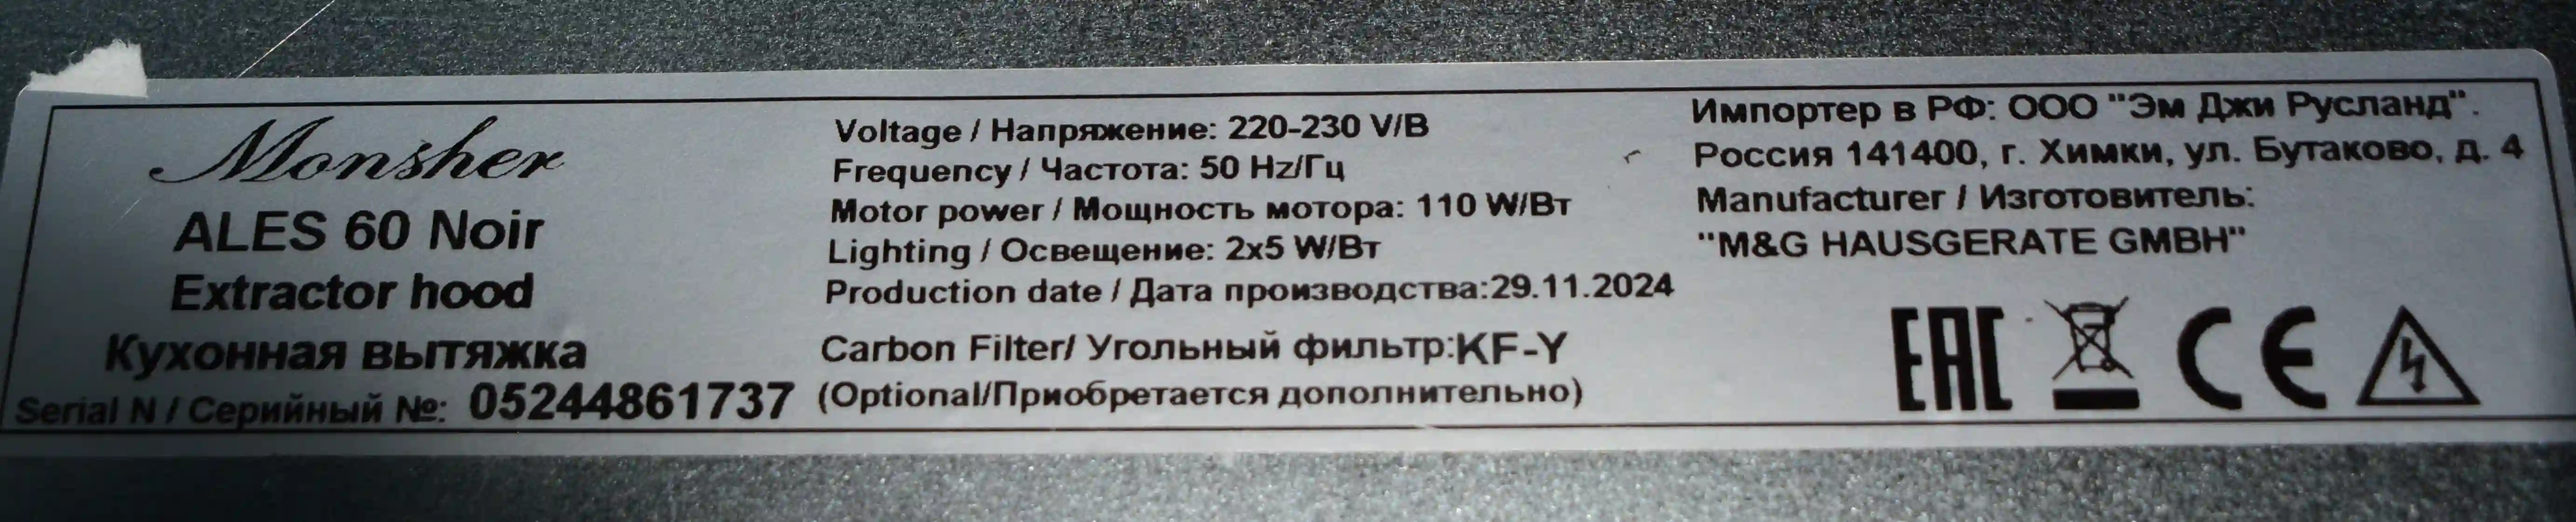 Monsher
ALES 60 Noir
Extractor hood
Кухонная вытяжка
Serial N / Серийный №: 05244861737
Voltage / Напряжение: 220-230 V/В
Frequency / Частота: 50 Hz/Гц
Motor power / Мощность мотора: 110 W/Вт
Lighting / Освещение: 2x5 W/Вт
Production date / Дата производства:29.11.2024
Carbon Filter/ Угольный фильтр:KF-Y
(Optional/Приобретается дополнительно)
Импортер в РФ: ООО "Эм Джи Русланд".
Россия 141400, г. Химки, ул. Бутаково, д. 4
Manufacturer / Изготовитель:
"M&G HAUSGERATE GMBH"
EAC CE